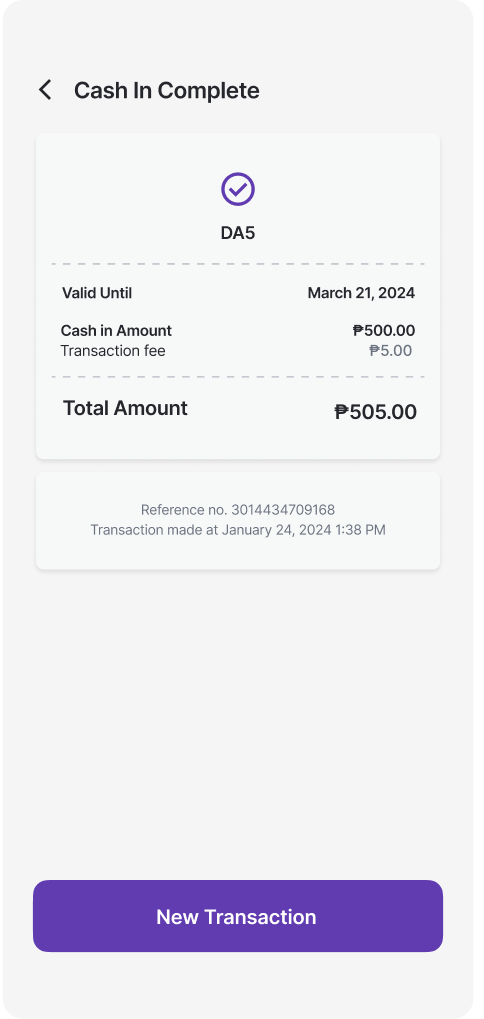 Cash In Complete
DA5
Valid Until March 21, 2024
Cash in Amount ₱500.00
Transaction fee ₱5.00
Total Amount ₱505.00
Reference no. 3014434709168
Transaction made at January 24, 2024 1:38 PM
New Transaction